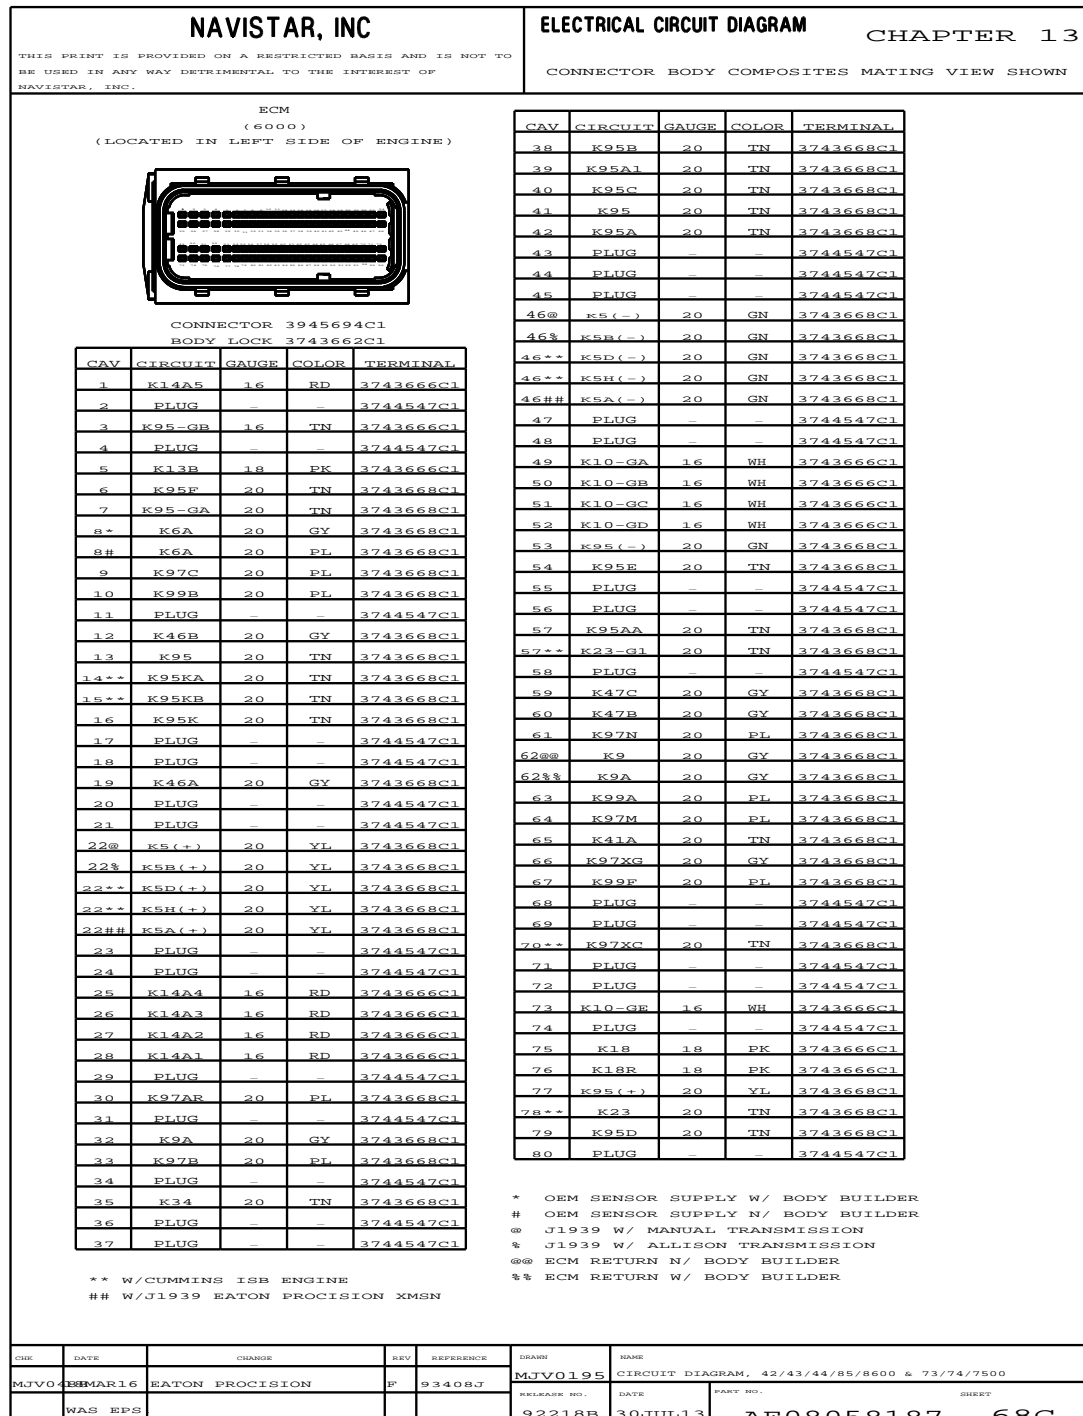 NAVISTAR, INC
THIS PRINT IS PROVIDED ON A RESTRICTED BASIS AND IS NOT TO
BE USED IN ANY WAY DETRIMENTAL TO THE INTEREST OF
NAVISTAR, INC.
ELECTRICAL CIRCUIT DIAGRAM
CHAPTER 13
CONNECTOR BODY COMPOSITES MATING VIEW SHOWN
ECM
(6000)
(LOCATED IN LEFT SIDE OF ENGINE)
CONNECTOR 3945694C1
BODY LOCK 3743662C1
CAV CIRCUIT GAUGE COLOR TERMINAL
1 K14A5 16 RD 3743666C1
2 PLUG – – 3744547C1
3 K95-GB 16 TN 3743666C1
4 PLUG – – 3744547C1
5 K13B 18 PK 3743666C1
6 K95F 20 TN 3743668C1
7 K95-GA 20 TN 3743668C1
8* K6A 20 GY 3743668C1
8# K6A 20 PL 3743668C1
9 K97C 20 PL 3743668C1
10 K99B 20 PL 3743668C1
11 PLUG – – 3744547C1
12 K46B 20 GY 3743668C1
13 K95 20 TN 3743668C1
14** K95KA 20 TN 3743668C1
15** K95KB 20 TN 3743668C1
16 K95K 20 TN 3743668C1
17 PLUG – – 3744547C1
18 PLUG – – 3744547C1
19 K46A 20 GY 3743668C1
20 PLUG – – 3744547C1
21 PLUG – – 3744547C1
22@ K5(+) 20 YL 3743668C1
22% K5B(+) 20 YL 3743668C1
22** K5D(+) 20 YL 3743668C1
22** K5H(+) 20 YL 3743668C1
22## K5A(+) 20 YL 3743668C1
23 PLUG – – 3744547C1
24 PLUG – – 3744547C1
25 K14A4 16 RD 3743666C1
26 K14A3 16 RD 3743666C1
27 K14A2 16 RD 3743666C1
28 K14A1 16 RD 3743666C1
29 PLUG – – 3744547C1
30 K97AR 20 PL 3743668C1
31 PLUG – – 3744547C1
32 K9A 20 GY 3743668C1
33 K97B 20 PL 3743668C1
34 PLUG – – 3744547C1
35 K34 20 TN 3743668C1
36 PLUG – – 3744547C1
37 PLUG – – 3744547C1
** W/CUMMINS ISB ENGINE
## W/J1939 EATON PROCISION XMSN
CAV CIRCUIT GAUGE COLOR TERMINAL
38 K95B 20 TN 3743668C1
39 K95A1 20 TN 3743668C1
40 K95C 20 TN 3743668C1
41 K95 20 TN 3743668C1
42 K95A 20 TN 3743668C1
43 PLUG – – 3744547C1
44 PLUG – – 3744547C1
45 PLUG – – 3744547C1
46@ K5(-) 20 GN 3743668C1
46% K5B(-) 20 GN 3743668C1
46** K5D(-) 20 GN 3743668C1
46** K5H(-) 20 GN 3743668C1
46## K5A(-) 20 GN 3743668C1
47 PLUG – – 3744547C1
48 PLUG – – 3744547C1
49 K10-GA 16 WH 3743666C1
50 K10-GB 16 WH 3743666C1
51 K10-GC 16 WH 3743666C1
52 K10-GD 16 WH 3743666C1
53 K95(-) 20 GN 3743668C1
54 K95E 20 TN 3743668C1
55 PLUG – – 3744547C1
56 PLUG – – 3744547C1
57 K95AA 20 TN 3743668C1
57** K23-G1 20 TN 3743668C1
58 PLUG – – 3744547C1
59 K47C 20 GY 3743668C1
60 K47B 20 GY 3743668C1
61 K97N 20 PL 3743668C1
62@@ K9 20 GY 3743668C1
62%% K9A 20 GY 3743668C1
63 K99A 20 PL 3743668C1
64 K97M 20 PL 3743668C1
65 K41A 20 TN 3743668C1
66 K97XG 20 GY 3743668C1
67 K99F 20 PL 3743668C1
68 PLUG – – 3744547C1
69 PLUG – – 3744547C1
70** K97XC 20 TN 3743668C1
71 PLUG – – 3744547C1
72 PLUG – – 3744547C1
73 K10-GE 16 WH 3743666C1
74 PLUG – – 3744547C1
75 K18 18 PK 3743666C1
76 K18R 18 PK 3743666C1
77 K95(+) 20 YL 3743668C1
78** K23 20 TN 3743668C1
79 K95D 20 TN 3743668C1
80 PLUG – – 3744547C1
* OEM SENSOR SUPPLY W/ BODY BUILDER
# OEM SENSOR SUPPLY N/ BODY BUILDER
@ J1939 W/ MANUAL TRANSMISSION
% J1939 W/ ALLISON TRANSMISSION
@@ ECM RETURN N/ BODY BUILDER
%% ECM RETURN W/ BODY BUILDER
CHK DATE CHANGE REV REFERENCE
EATON PROCISION F 93408J
WAS EPS
DRAWN NAME
MJV0195 CIRCUIT DIAGRAM, 42/43/44/85/8600 & 73/74/7500
RELEASE NO. DATE PART NO. SHEET
92218B 30JUL13 AE08058187 68C